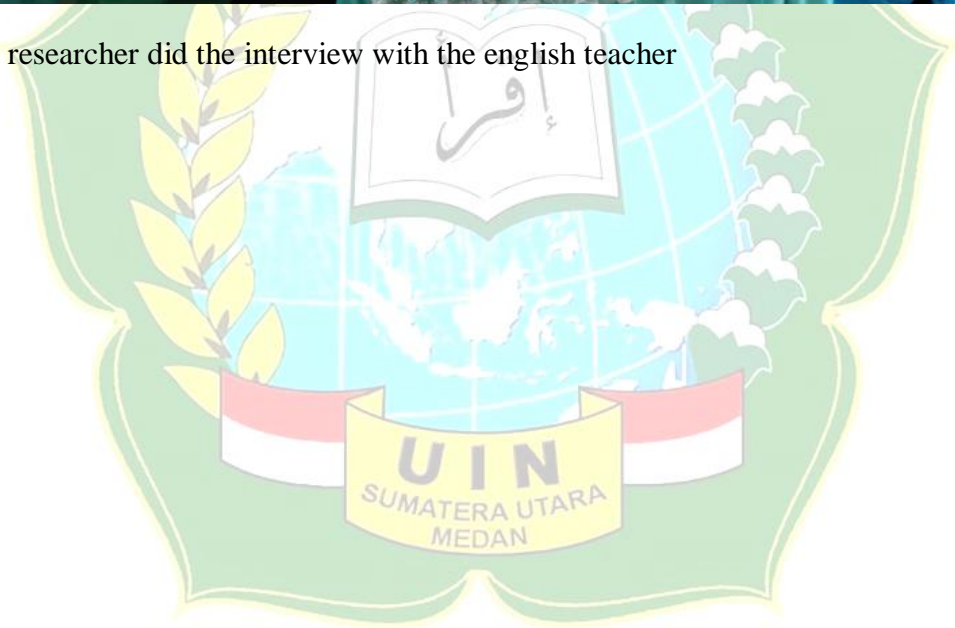 researcher did the interview with the english teacher
إقرأ
UIN
SUMATERA UTARA
MEDAN